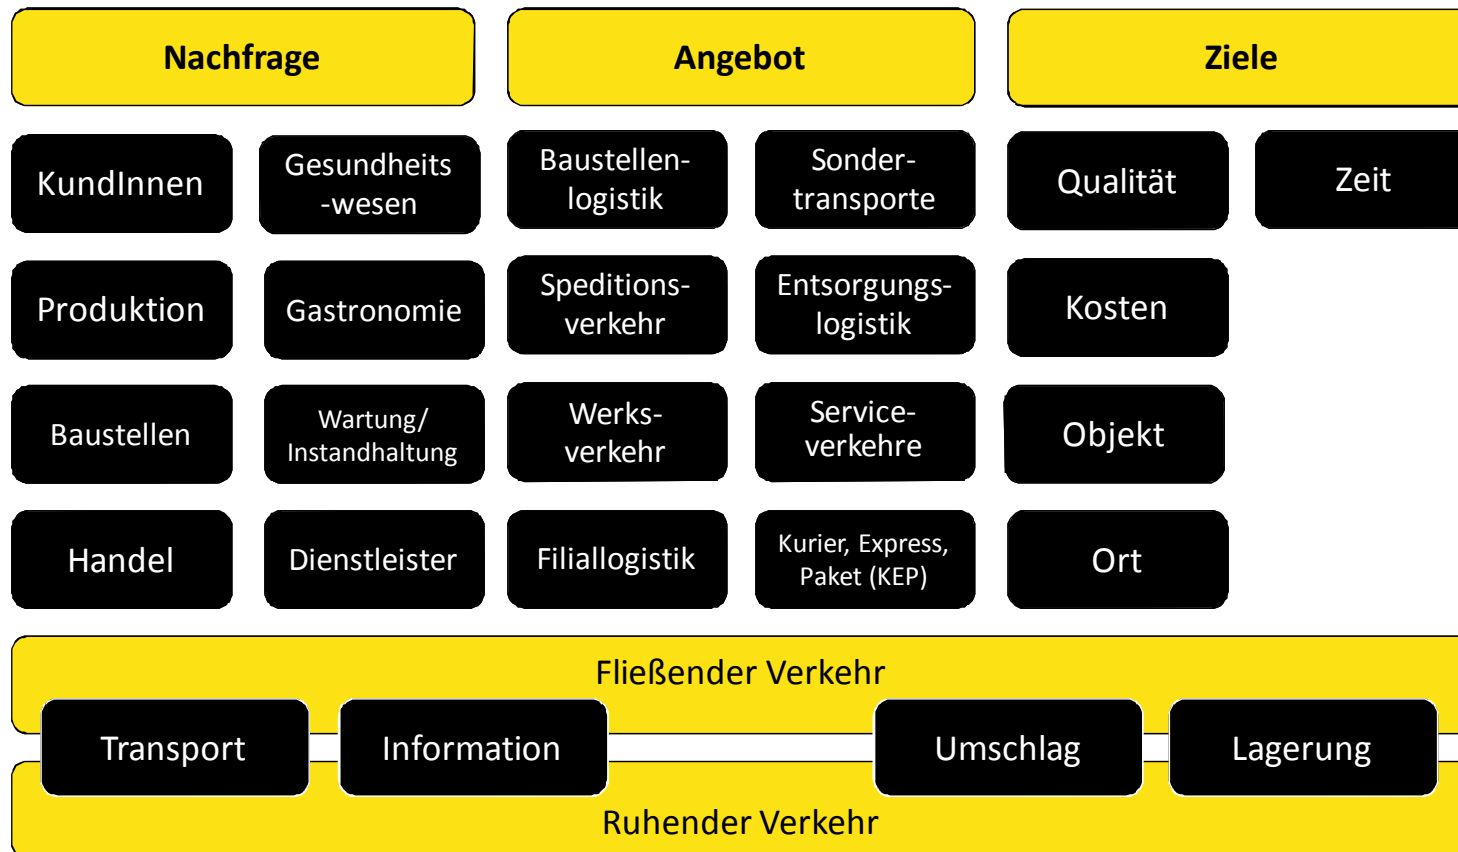 Nachfrage
Angebot
Ziele
KundInnen
Gesundheits
-wesen
Baustellen-
logistik
Sonder-
transporte
Qualität
Zeit
Produktion
Gastronomie
Speditions-
verkehr
Entsorgungs-
logistik
Kosten
Baustellen
Wartung/
Instandhaltung
Werks-
verkehr
Service-
verkehre
Objekt
Handel
Dienstleister
Filiallogistik
Kurier, Express,
Paket (KEP)
Ort
Fließender Verkehr
Transport
Information
Umschlag
Lagerung
Ruhender Verkehr